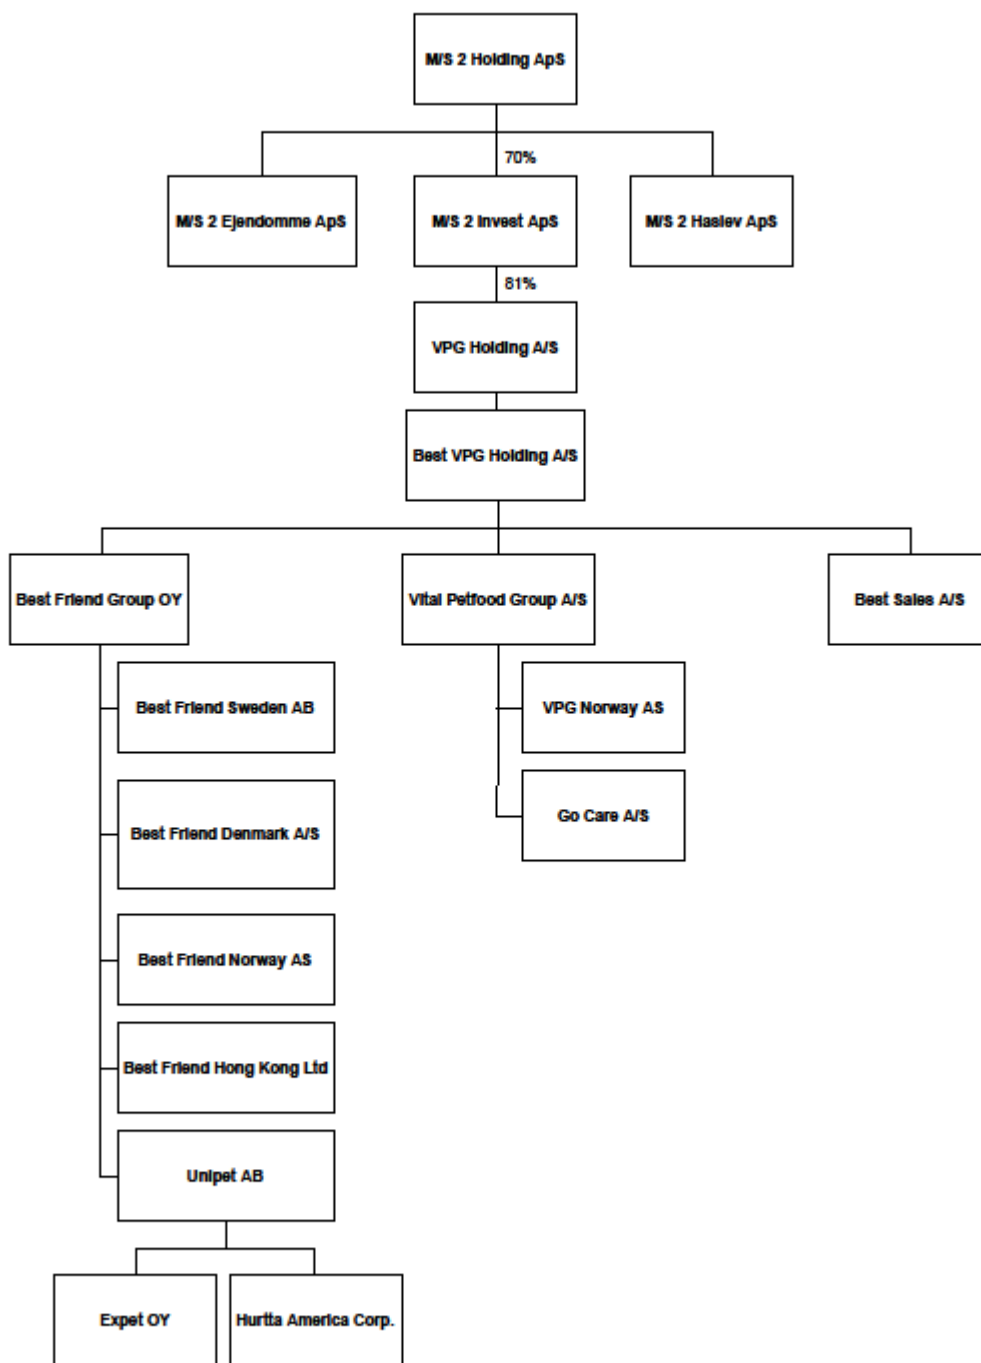 M/S 2 Holding ApS
70%
M/S 2 Ejendomme ApS
M/S 2 Invest ApS
M/S 2 Haslev ApS
81%
VPG Holding A/S
Best VPG Holding A/S
Best Friend Group OY
Vital Petfood Group A/S
Best Sales A/S
Best Friend Sweden AB
VPG Norway AS
Go Care A/S
Best Friend Denmark A/S
Best Friend Norway AS
Best Friend Hong Kong Ltd
Unipet AB
Expet OY
Hurtta America Corp.